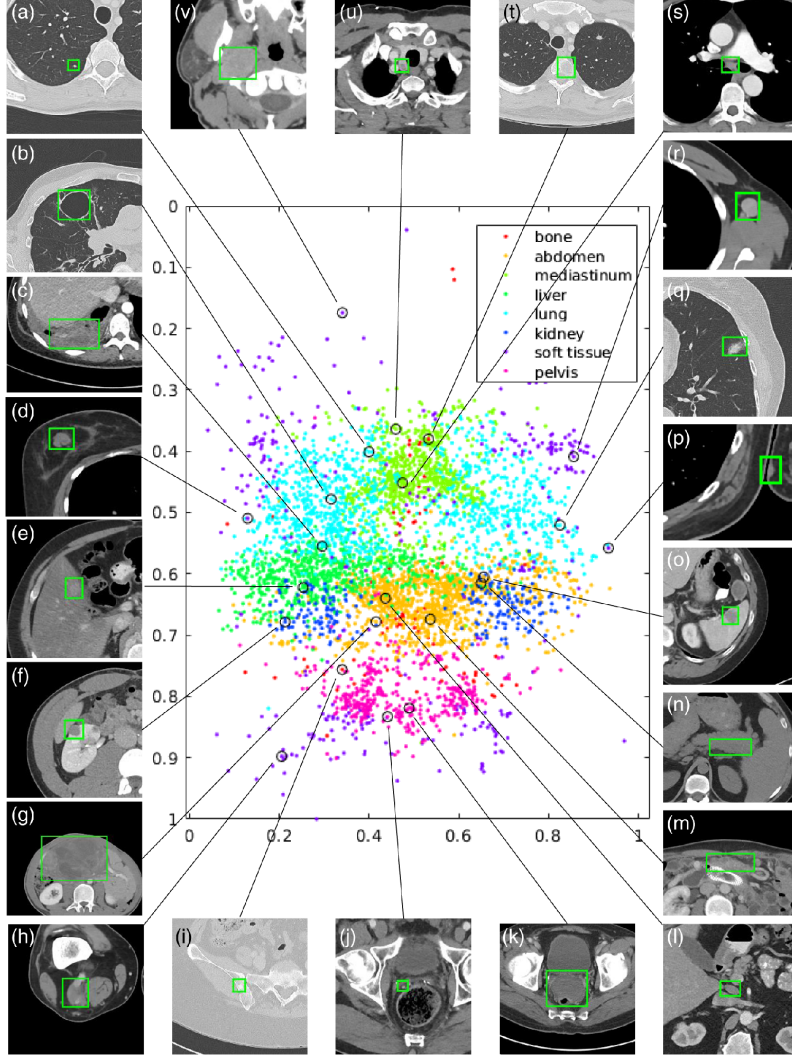 (a)
(v)
(u)
(t)
(s)
(b)
(r)
(c)
(q)
(d)
(p)
(e)
(o)
(f)
(n)
(g)
(m)
(h)
(i)
(j)
(k)
(l)
0
0.1
0.2
0.3
0.4
0.5
0.6
0.7
0.8
0.9
1
0
0.2
0.4
0.6
0.8
1
bone
abdomen
mediastinum
liver
lung
kidney
soft tissue
pelvis